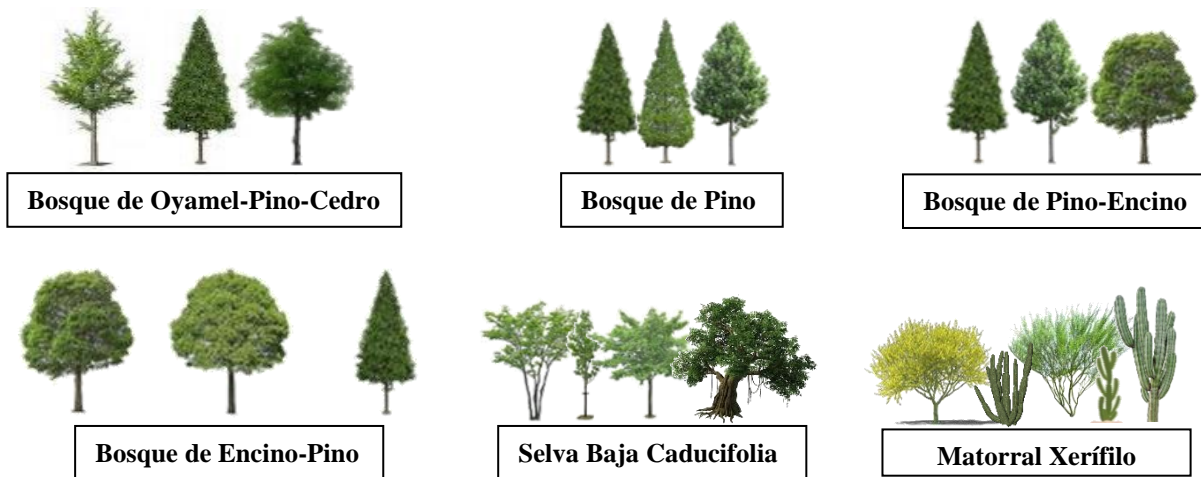 Bosque de Oyamel-Pino-Cedro
Bosque de Pino
Bosque de Pino-Encino
Bosque de Encino-Pino
Selva Baja Caducifolia
Matorral Xerífilo